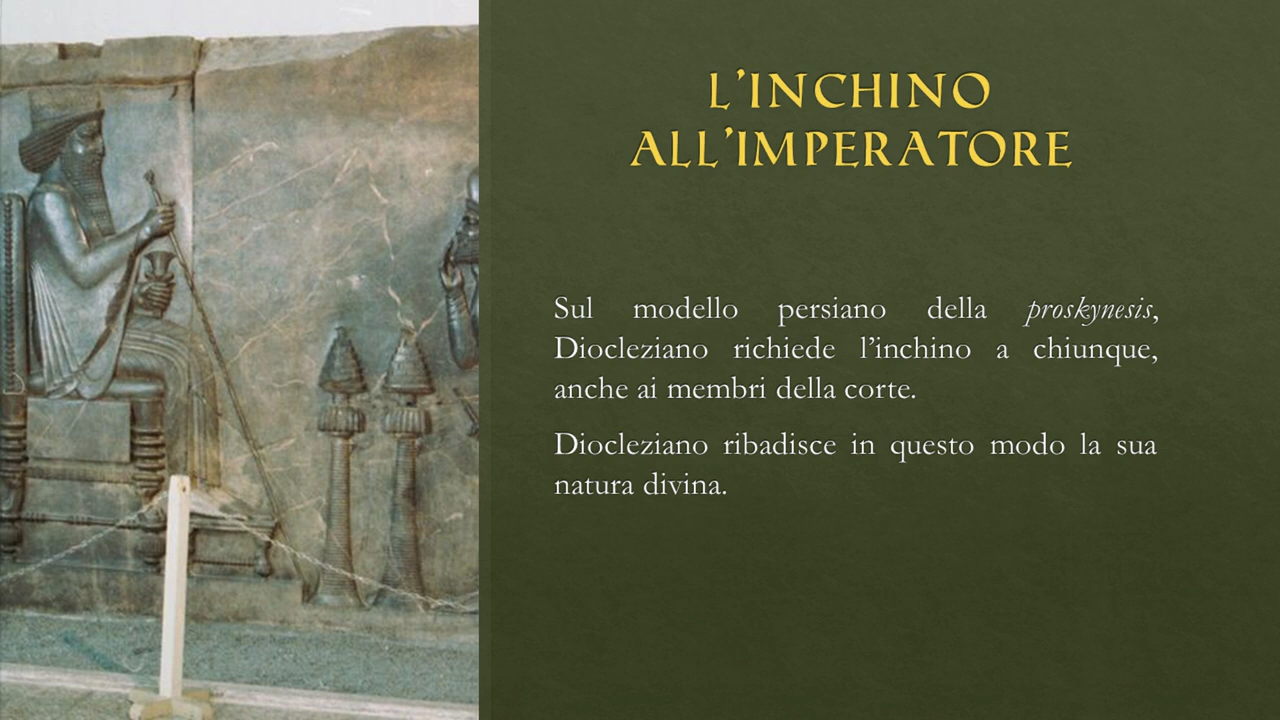 L’INCHINO
ALL’IMPERATORE
Sul modello persiano della proskynesis,
Diocleziano richiede l’inchino a chiunque,
anche ai membri della corte.
Diocleziano ribadisce in questo modo la sua
natura divina.